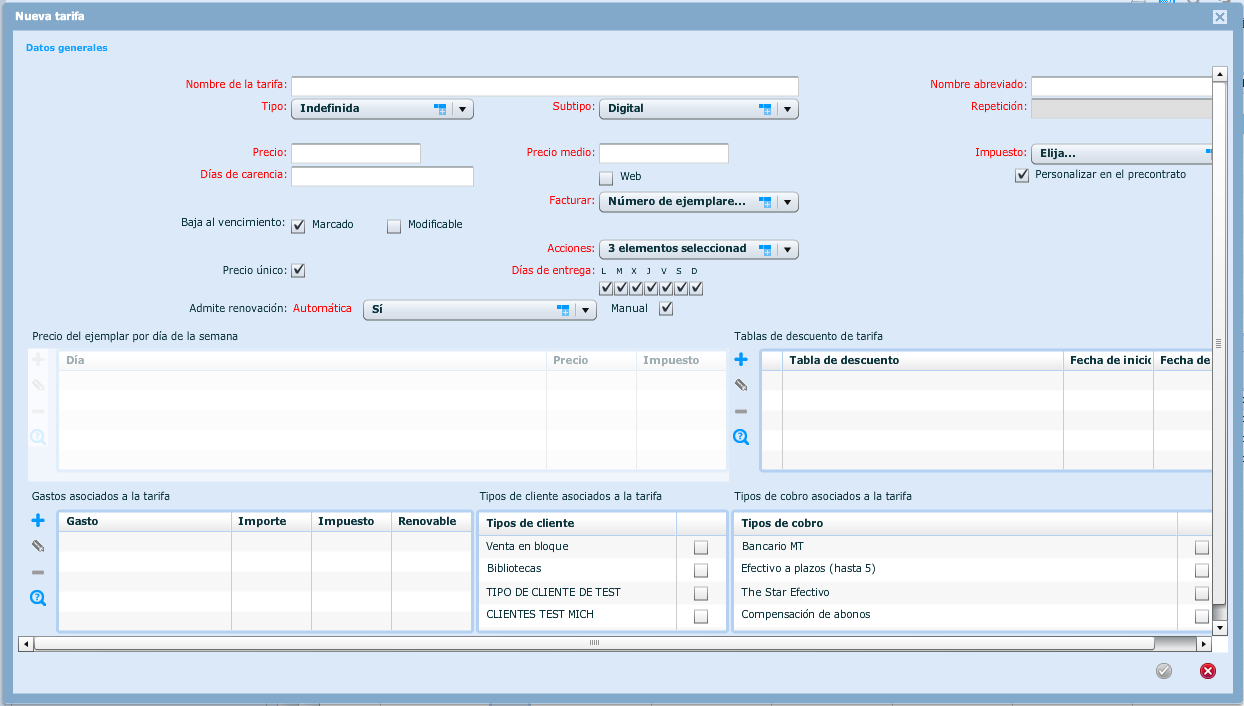 Nueva tarifa
Datos generales
Nombre de la tarifa:
Nombre abreviado:
Tipo: Indefinida
Subtipo: Digital
Repetición:
Precio:
Precio medio:
Impuesto: Elija...
Días de carencia:
Web
Personalizar en el precontrato
Facturar: Número de ejemplare...
Baja al vencimiento: Marcado Modificable
Acciones: 3 elementos seleccionad
Precio único:
Días de entrega: L M X J V S D
Admite renovación: Automática Sí Manual
Precio del ejemplar por día de la semana
Día Precio Impuesto
Tablas de descuento de tarifa
Tabla de descuento Fecha de inicio Fecha de
Gastos asociados a la tarifa
Gasto Importe Impuesto Renovable
Tipos de cliente asociados a la tarifa
Tipos de cliente
Venta en bloque
Bibliotecas
TIPO DE CLIENTE DE TEST
CLIENTES TEST MICH
Tipos de cobro asociados a la tarifa
Tipos de cobro
Bancario MT
Efectivo a plazos (hasta 5)
The Star Efectivo
Compensación de abonos